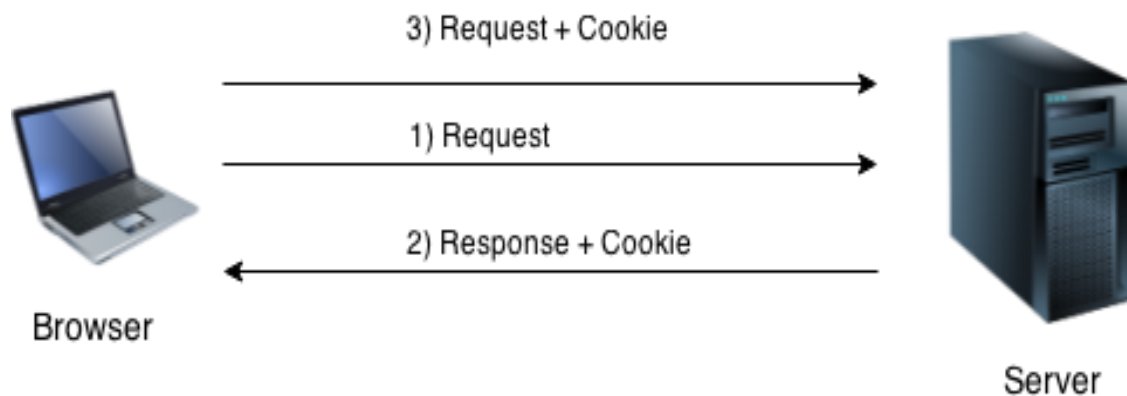 3) Request + Cookie
1) Request
2) Response + Cookie
Browser
Server